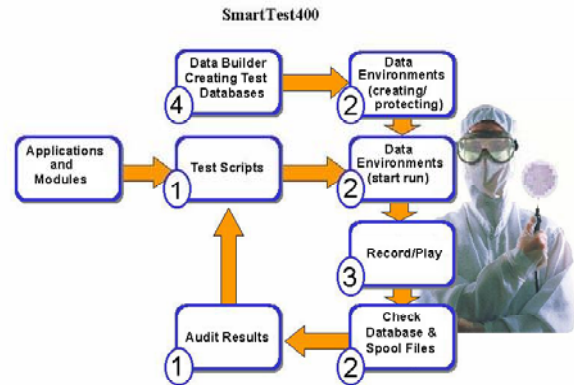 SmartTest400
Data Builder
Creating Test
Databases
4
Data
Environments
(creating/
protecting)
2
Applications
and
Modules
Test Scripts
1
Data
Environments
(start run)
2
Record/Play
3
Audit Results
1
Check
Database &
Spool Files
2